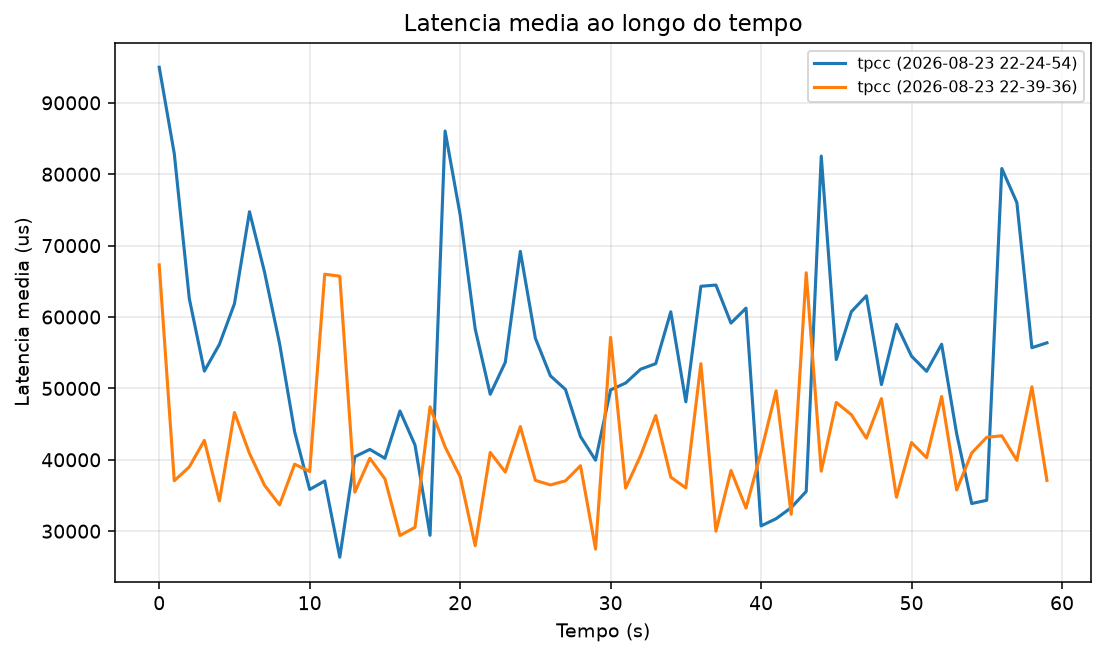 Latencia media ao longo do tempo
tpcc (2026-08-23 22-24-54)
tpcc (2026-08-23 22-39-36)
Latencia media (us)
90000
80000
70000
60000
50000
40000
30000
0 10 20 30 40 50 60
Tempo (s)